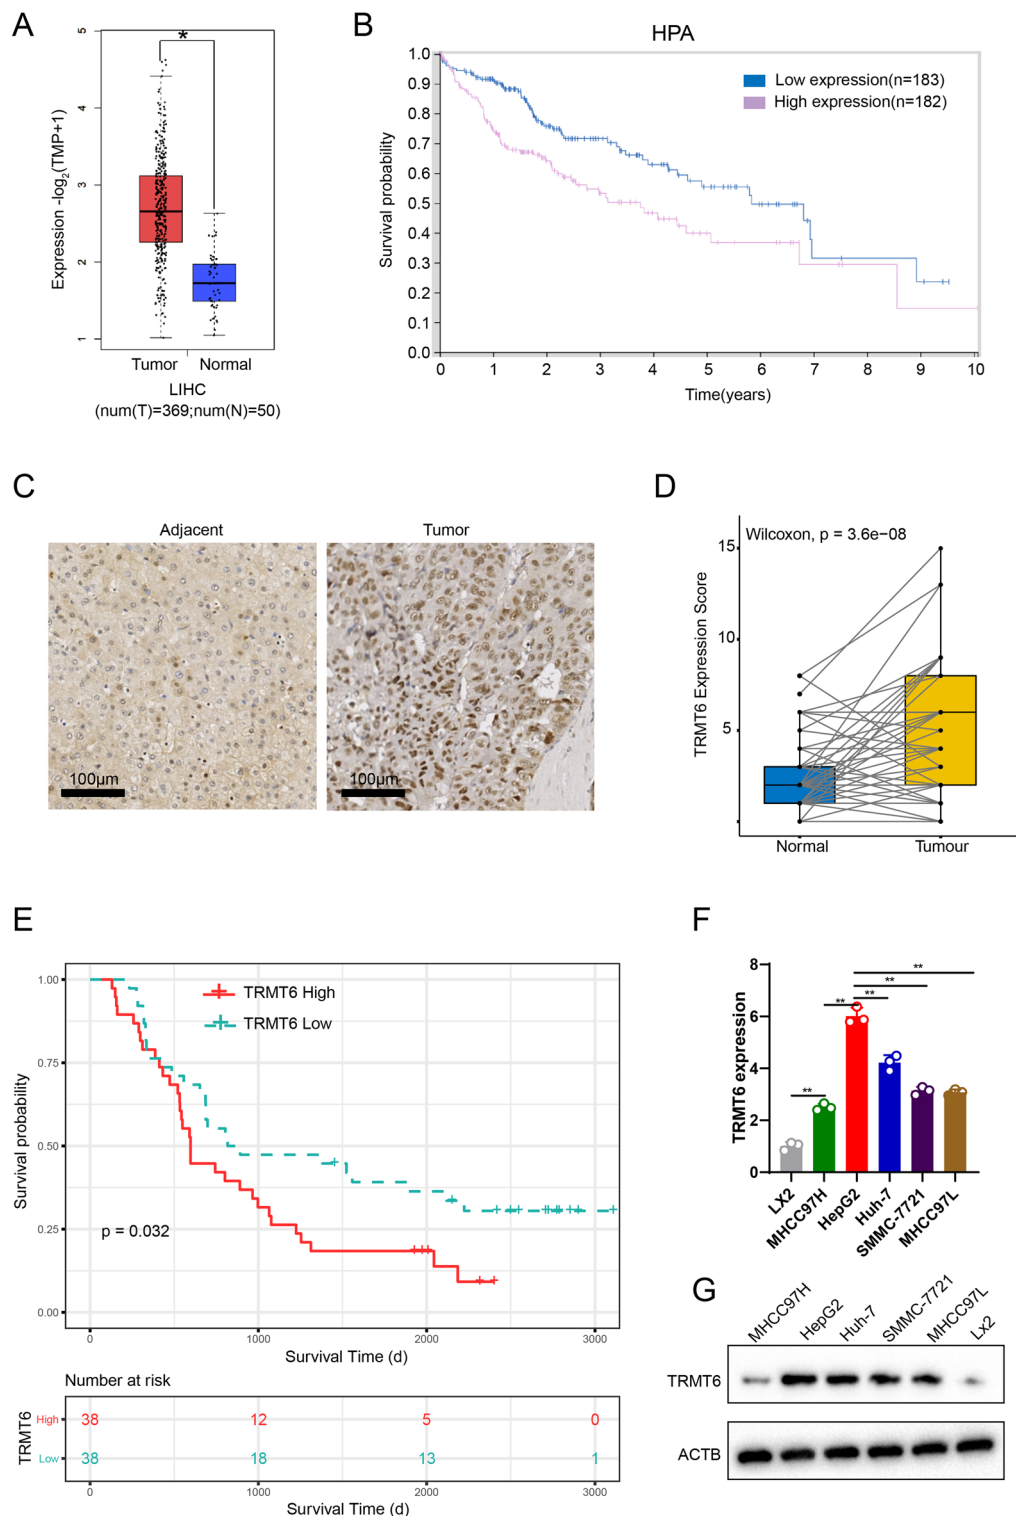 A
*
5
4
3
2
1
Expression -log2(TMP+1)
Tumor Normal
LIHC
(num(T)=369;num(N)=50)
B
HPA
Low expression(n=183)
High expression(n=182)
Survival probability
1.0
0.9
0.8
0.7
0.6
0.5
0.4
0.3
0.2
0.1
0.0
0 1 2 3 4 5 6 7 8 9 10
Time(years)
C
Adjacent
Tumor
100μm
100μm
D
Wilcoxon, p = 3.6e−08
TRMT6 Expression Score
15
10
5
Normal Tumour
E
TRMT6 High
TRMT6 Low
Survival probability
1.00
0.75
0.50
0.25
0.00
p = 0.032
0 1000 2000 3000
Survival Time (d)
Number at risk
TRMT6
High 38 12 5 0
Low 38 18 13 1
0 1000 2000 3000
Survival Time (d)
F
TRMT6 expression
8
6
4
2
0
**
**
**
**
**
LX2
MHCC97H
HepG2
Huh-7
SMMC-7721
MHCC97L
G
MHCC97H
HepG2
Huh-7
SMMC-7721
MHCC97L
Lx2
TRMT6
ACTB